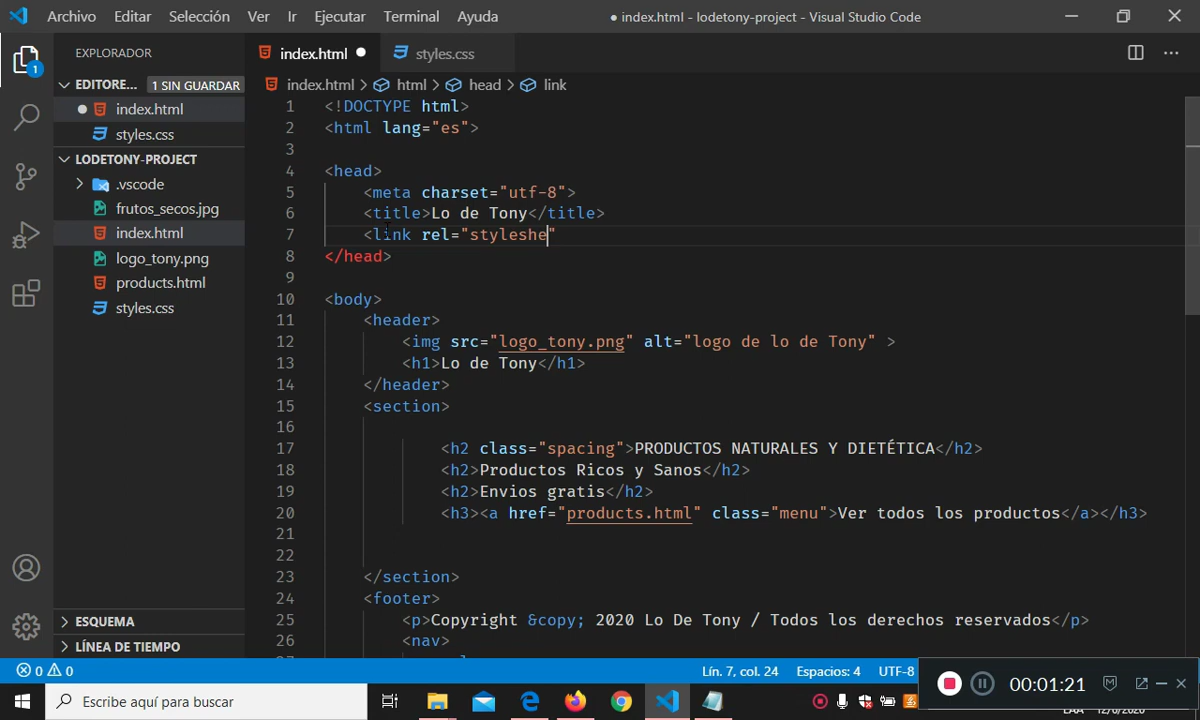 Archivo Editar Selección Ver Ir Ejecutar Terminal Ayuda ● index.html - lodetony-project - Visual Studio Code
EXPLORADOR
EDITORE... 1 SIN GUARDAR
index.html
styles.css
LODETONY-PROJECT
.vscode
frutos_secos.jpg
index.html
logo_tony.png
products.html
styles.css
ESQUEMA
LÍNEA DE TIEMPO
1
index.html ● styles.css
index.html > html > head > link
1 <!DOCTYPE html>
2 <html lang="es">
3
4 <head>
5 <meta charset="utf-8">
6 <title>Lo de Tony</title>
7 <link rel="styleshe"
8 </head>
9
10 <body>
11 <header>
12 <img src="logo_tony.png" alt="logo de lo de Tony" >
13 <h1>Lo de Tony</h1>
14 </header>
15 <section>
16
17 <h2 class="spacing">PRODUCTOS NATURALES Y DIETÉTICA</h2>
18 <h2>Productos Ricos y Sanos</h2>
19 <h2>Envios gratis</h2>
20 <h3><a href="products.html" class="menu">Ver todos los productos</a></h3>
21
22
23 </section>
24 <footer>
25 <p>Copyright &copy; 2020 Lo De Tony / Todos los derechos reservados</p>
26 <nav>
0 0 Lín. 7, col. 24 Espacios: 4 UTF-8
Escribe aquí para buscar
00:01:21